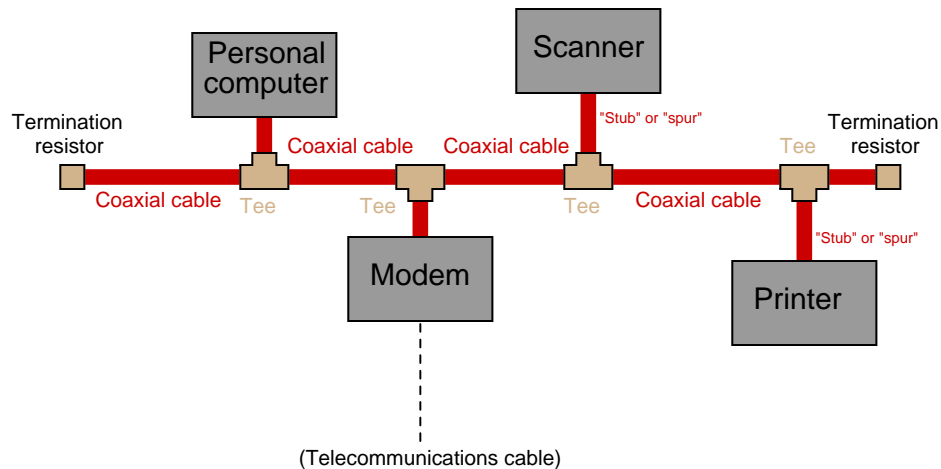 Personal
computer
Scanner
Termination
resistor
"Stub" or "spur"
Termination
resistor
Coaxial cable
Coaxial cable
Tee
Coaxial cable
Tee
Tee
Tee
Coaxial cable
"Stub" or "spur"
Modem
Printer
(Telecommunications cable)